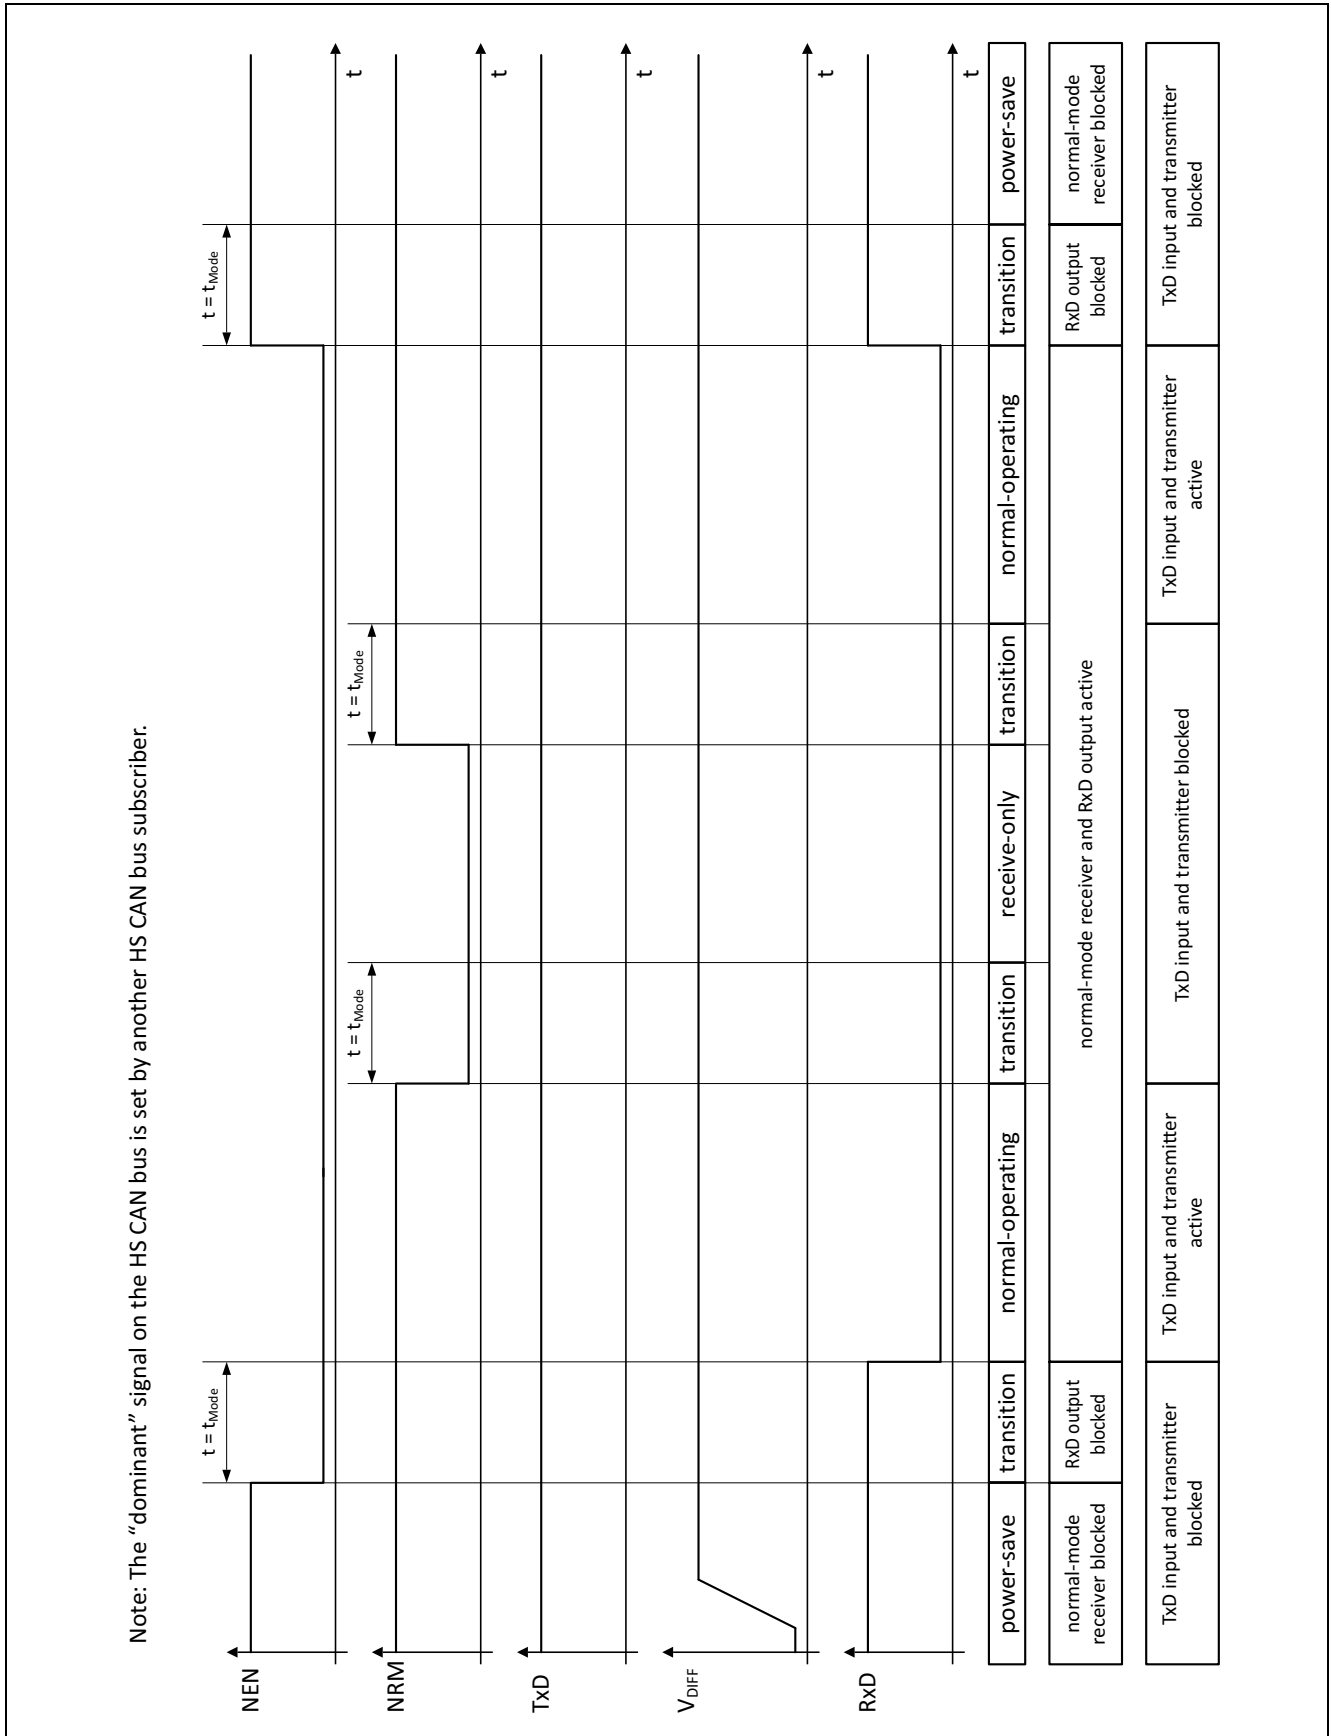 Note: The “dominant” signal on the HS CAN bus is set by another HS CAN bus subscriber.
t = tMode
t = tMode
NEN
t
t = tMode
t = tMode
NRM
t
TxD
t
VDIFF
t
RxD
t
power-save
transition
normal-operating
transition
receive-only
transition
normal-operating
transition
power-save
normal-mode
receiver blocked
RxD output
blocked
normal-mode receiver and RxD output active
RxD output
blocked
normal-mode
receiver blocked
TxD input and transmitter
blocked
TxD input and transmitter
active
TxD input and transmitter blocked
TxD input and transmitter
active
TxD input and transmitter
blocked